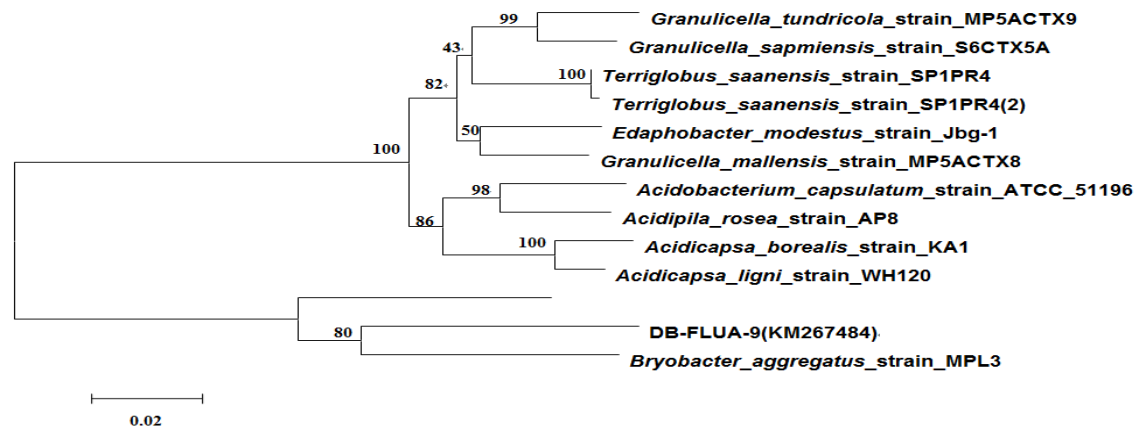 99
Granulicella_tundricola_strain_MP5ACTX9
Granulicella_sapmiensis_strain_S6CTX5A
43
100
Terriglobus_saanensis_strain_SP1PR4
82
Terriglobus_saanensis_strain_SP1PR4(2)
50
Edaphobacter_modestus_strain_Jbg-1
100
Granulicella_mallensis_strain_MP5ACTX8
98
Acidobacterium_capsulatum_strain_ATCC_51196
86
Acidipila_rosea_strain_AP8
100
Acidicapsa_borealis_strain_KA1
Acidicapsa_ligni_strain_WH120
80
DB-FLUA-9(KM267484)
Bryobacter_aggregatus_strain_MPL3
0.02